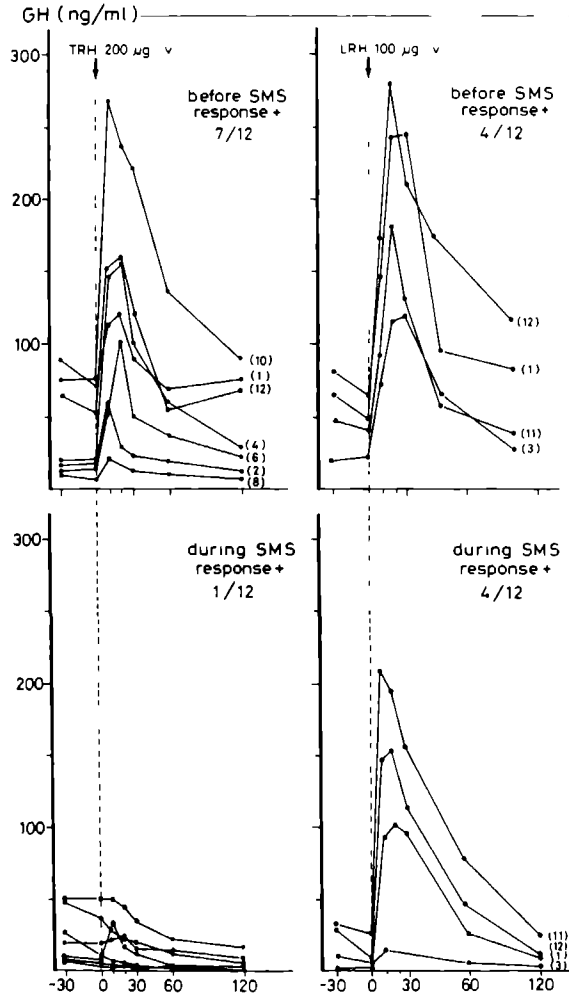 GH (ng/ml)
TRH 200 µg v
LRH 100 µg v
before SMS
response +
7/12
before SMS
response +
4/12
300
200
100
(10)
(1)
(12)
(4)
(6)
(2)
(8)
(12)
(1)
(11)
(3)
during SMS
response +
1/12
during SMS
response +
4/12
300
200
100
(11)
(12)
(1)
(3)
-30 0 30 60 120
-30 0 30 60 120